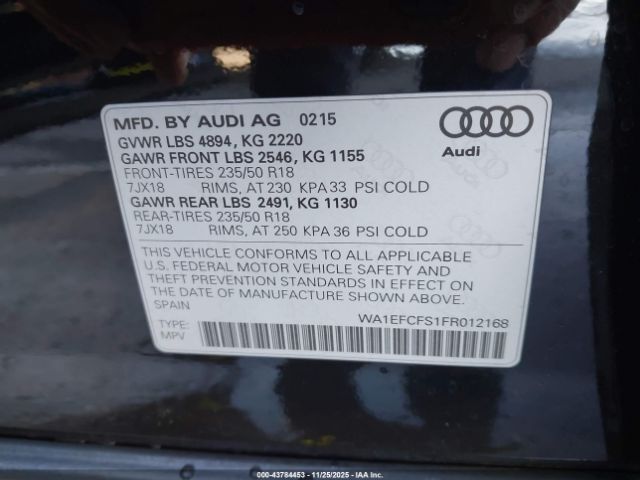 MFD. BY AUDI AG 0215
GVWR LBS 4894, KG 2220
GAWR FRONT LBS 2546, KG 1155
FRONT-TIRES 235/50 R18
7JX18 RIMS, AT 230 KPA 33 PSI COLD
GAWR REAR LBS 2491, KG 1130
REAR-TIRES 235/50 R18
7JX18 RIMS, AT 250 KPA 36 PSI COLD
Audi
THIS VEHICLE CONFORMS TO ALL APPLICABLE
U.S. FEDERAL MOTOR VEHICLE SAFETY AND
THEFT PREVENTION STANDARDS IN EFFECT ON
THE DATE OF MANUFACTURE SHOWN ABOVE.
SPAIN
WA1EFCFS1FR012168
TYPE:
MPV
000-43784453 - 11/25/2025 - IAA Inc.